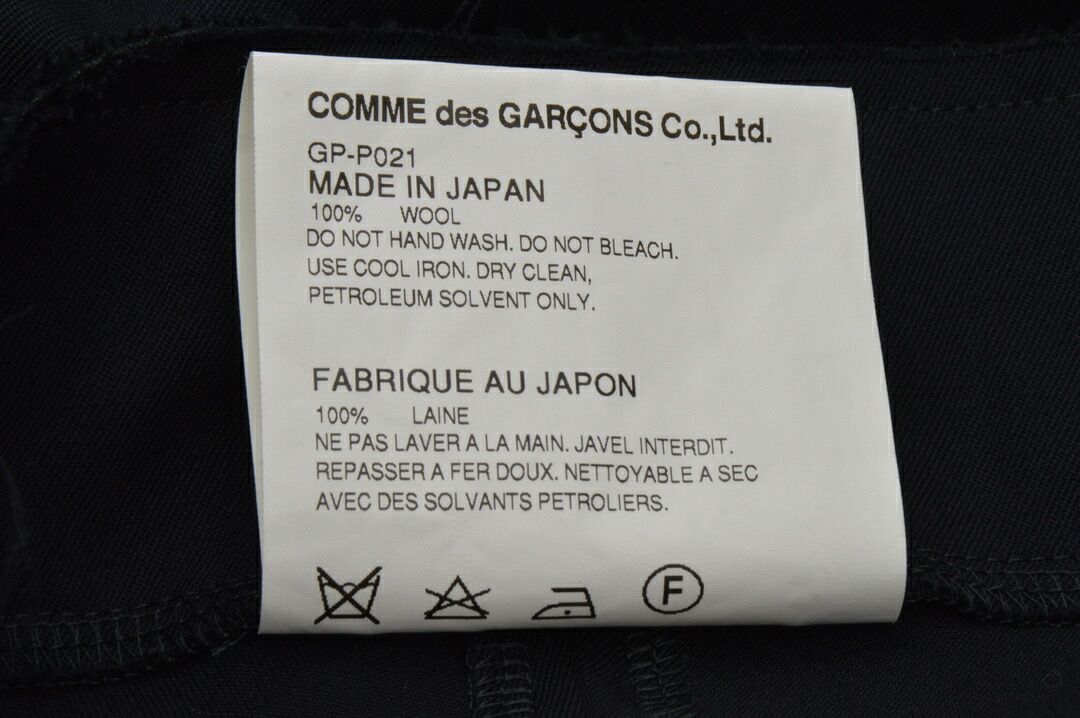 COMME des GARÇONS Co.,Ltd.
GP-P021
MADE IN JAPAN
100% WOOL
DO NOT HAND WASH. DO NOT BLEACH.
USE COOL IRON. DRY CLEAN,
PETROLEUM SOLVENT ONLY.
FABRIQUE AU JAPON
100% LAINE
NE PAS LAVER A LA MAIN. JAVEL INTERDIT.
REPASSER A FER DOUX. NETTOYABLE A SEC
AVEC DES SOLVANTS PETROLIERS.
F